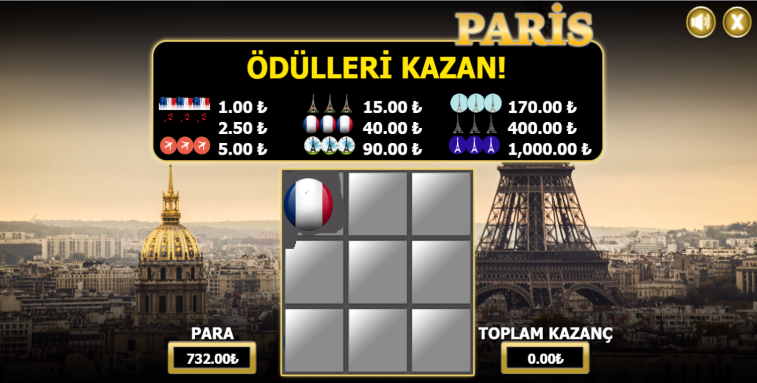 PARİS
X
ÖDÜLLERİ KAZAN!
1.00 ₺ 15.00 ₺ 170.00 ₺
2.50 ₺ 40.00 ₺ 400.00 ₺
5.00 ₺ 90.00 ₺ 1,000.00 ₺
PARA
732.00₺
TOPLAM KAZANÇ
0.00₺